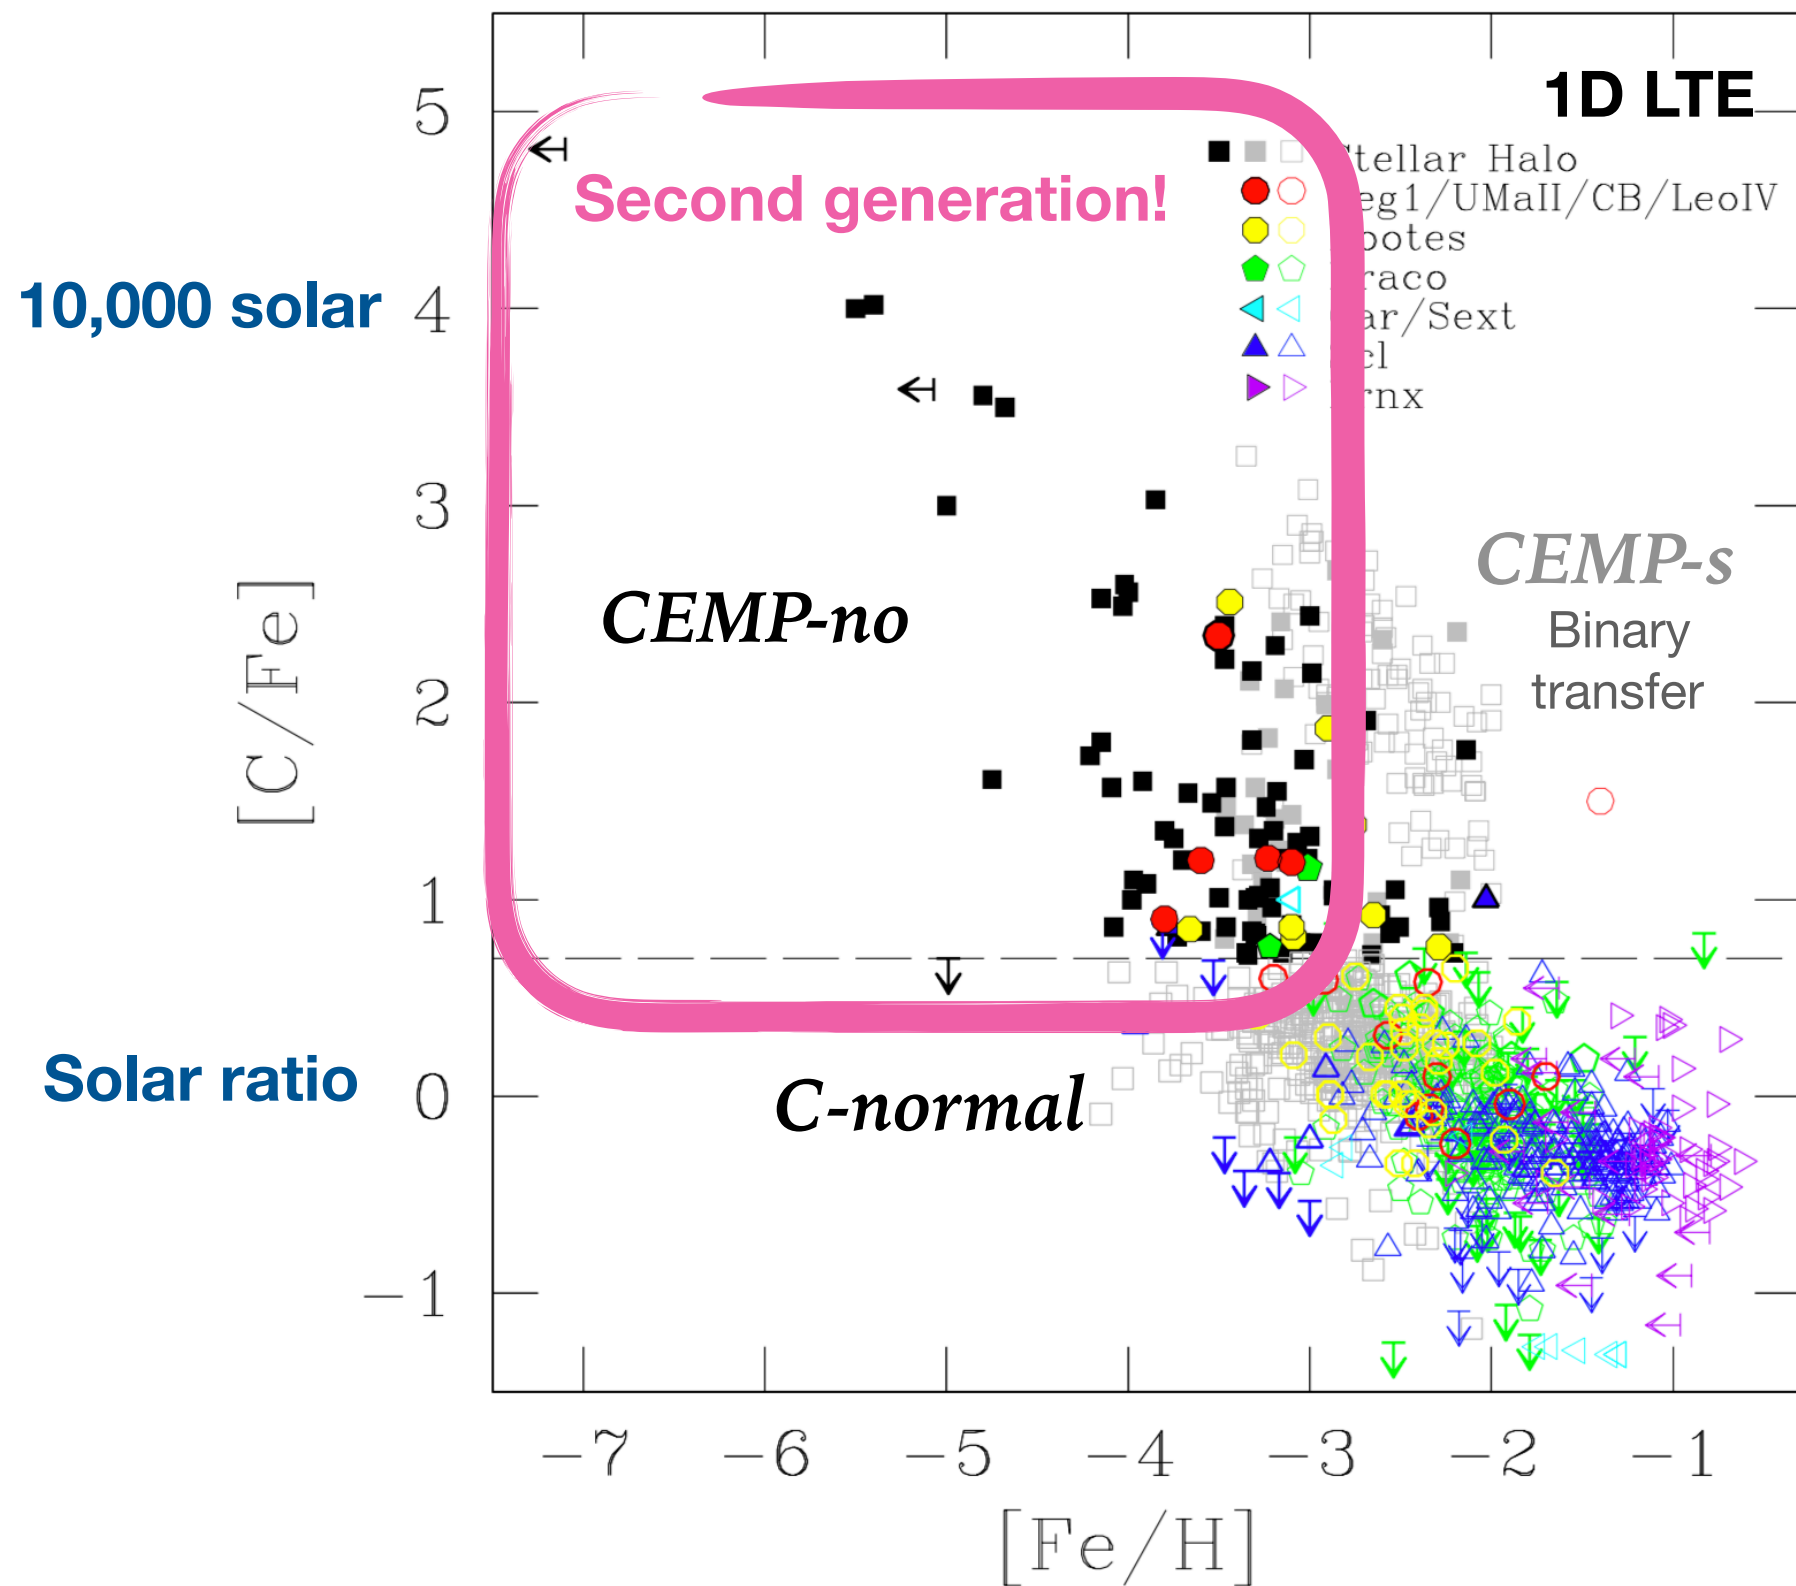 1D LTE
5
Stellar Halo
Second generation!
eg1/UMaII/CB/LeoIV
ootes
raco
10,000 solar
4
ar/Sext
cl
rnx
3
CEMP-s
[C/Fe]
CEMP-no
Binary
transfer
2
1
Solar ratio
0
C-normal
−1
−7 −6 −5 −4 −3 −2 −1
[Fe/H]